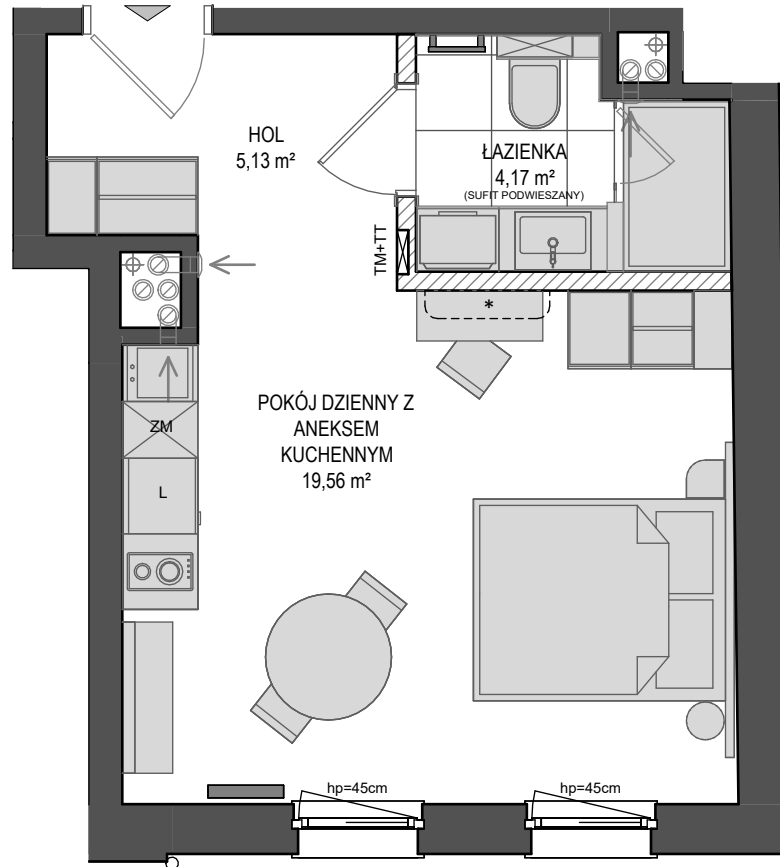 HOL
5,13 m²
ŁAZIENKA
4,17 m²
(SUFIT PODWIESZANY)
TM+TT
*
POKÓJ DZIENNY Z
ANEKSEM
KUCHENNYM
19,56 m²
ZM
L
hp=45cm
hp=45cm